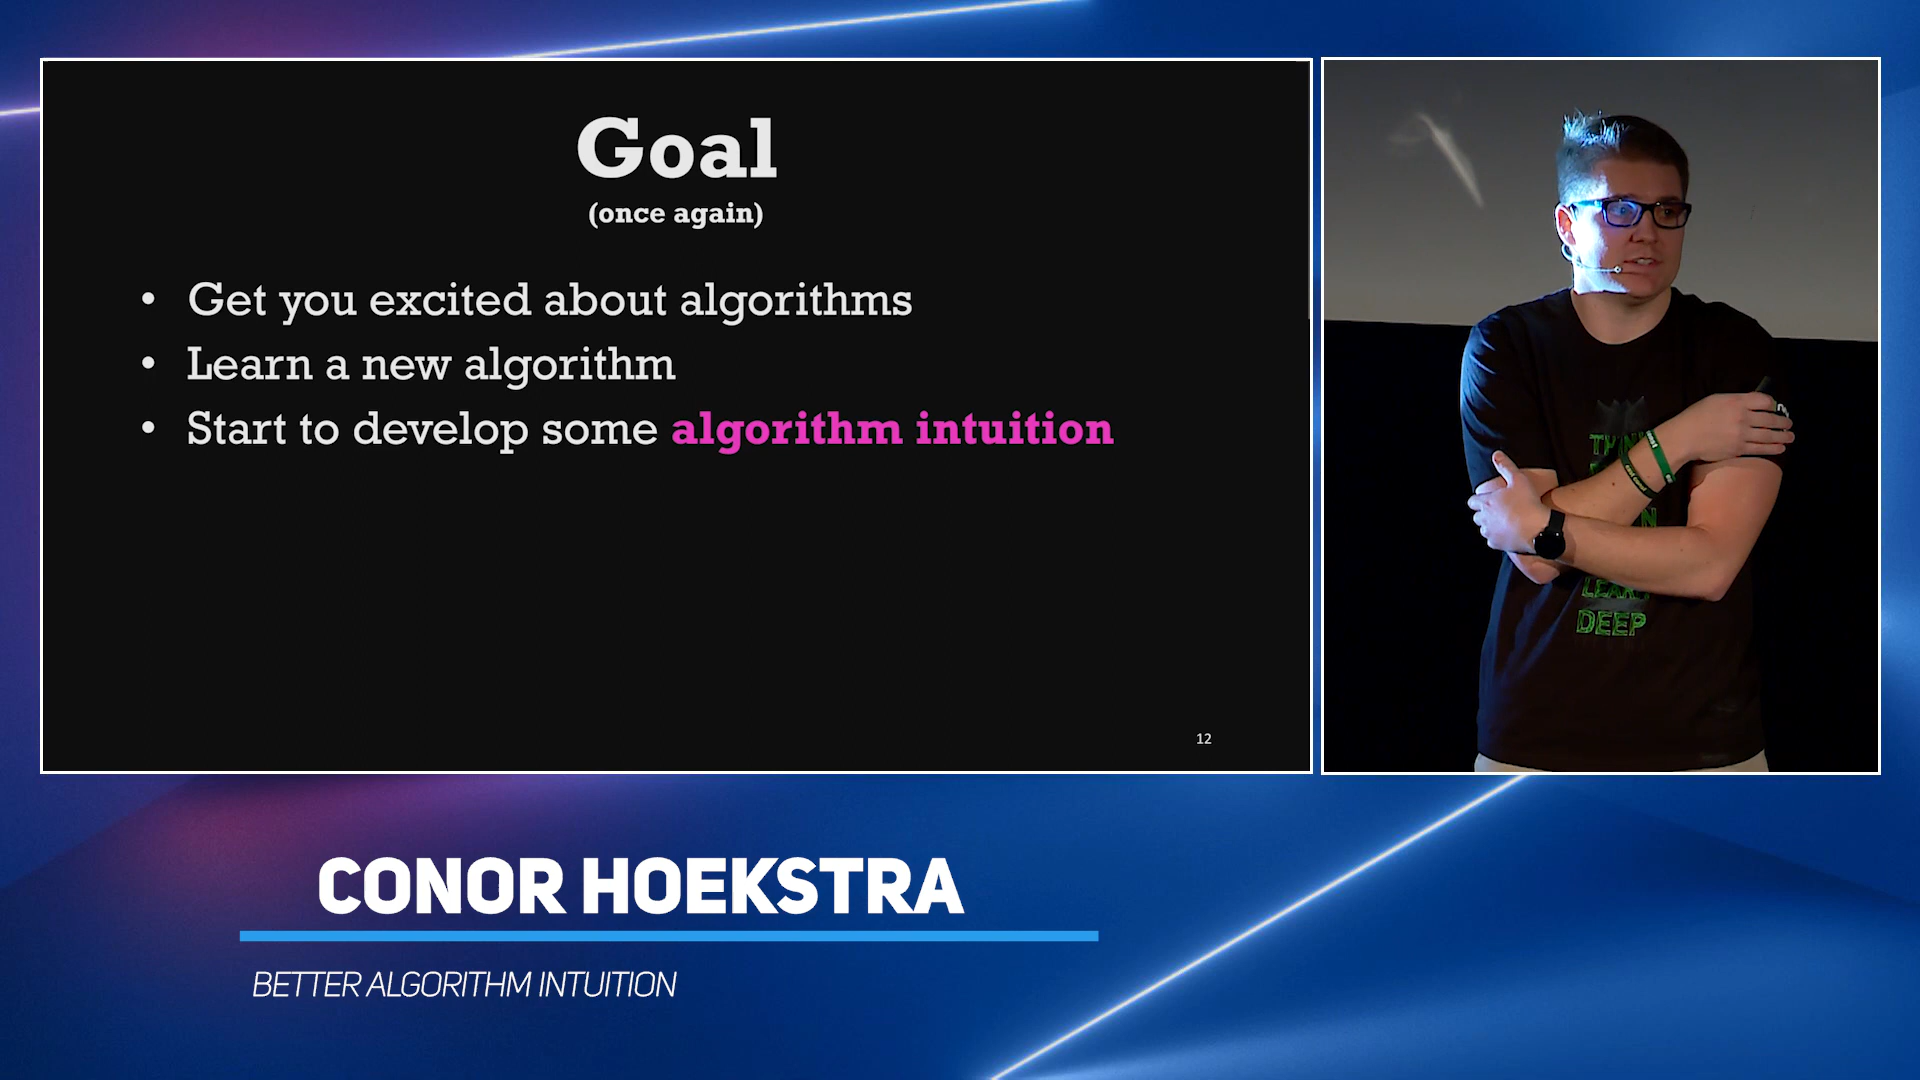 Goal
(once again)
• Get you excited about algorithms
• Learn a new algorithm
• Start to develop some algorithm intuition
12
LEARN
DEEP
CONOR HOEKSTRA
BETTER ALGORITHM INTUITION